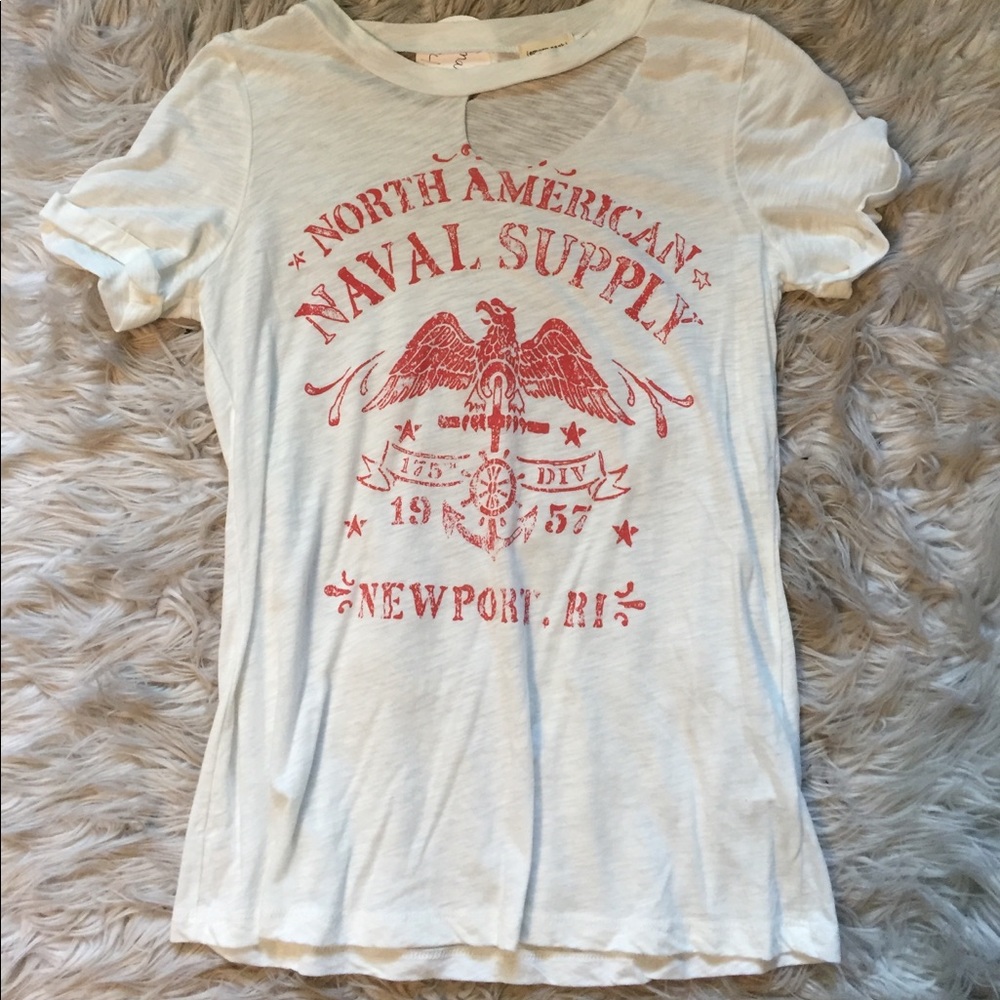 NORTH AMERICAN
NAVAL SUPPLY
175TH DIV
19 57
NEWPORT, RI